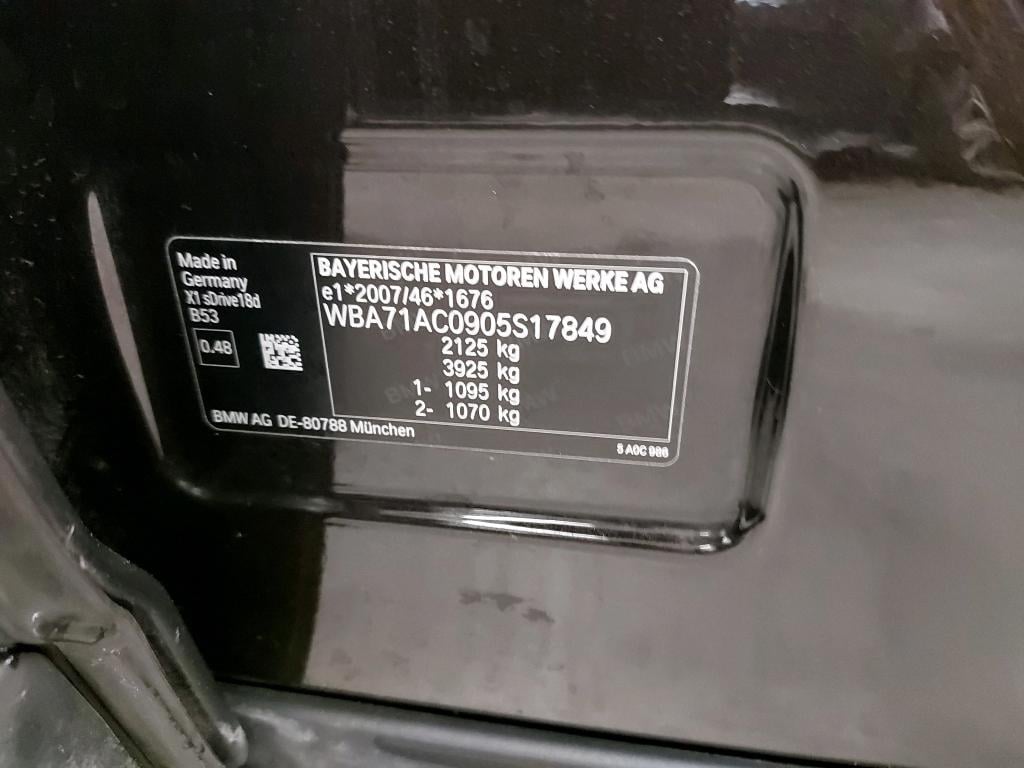 Made in
Germany
X1 sDrive18d
B53
0.48
BAYERISCHE MOTOREN WERKE AG
e1*2007/46*1676
WBA71AC0905S17849
2125 kg
3925 kg
1- 1095 kg
2- 1070 kg
BMW AG DE-80788 München
5 A0C 986